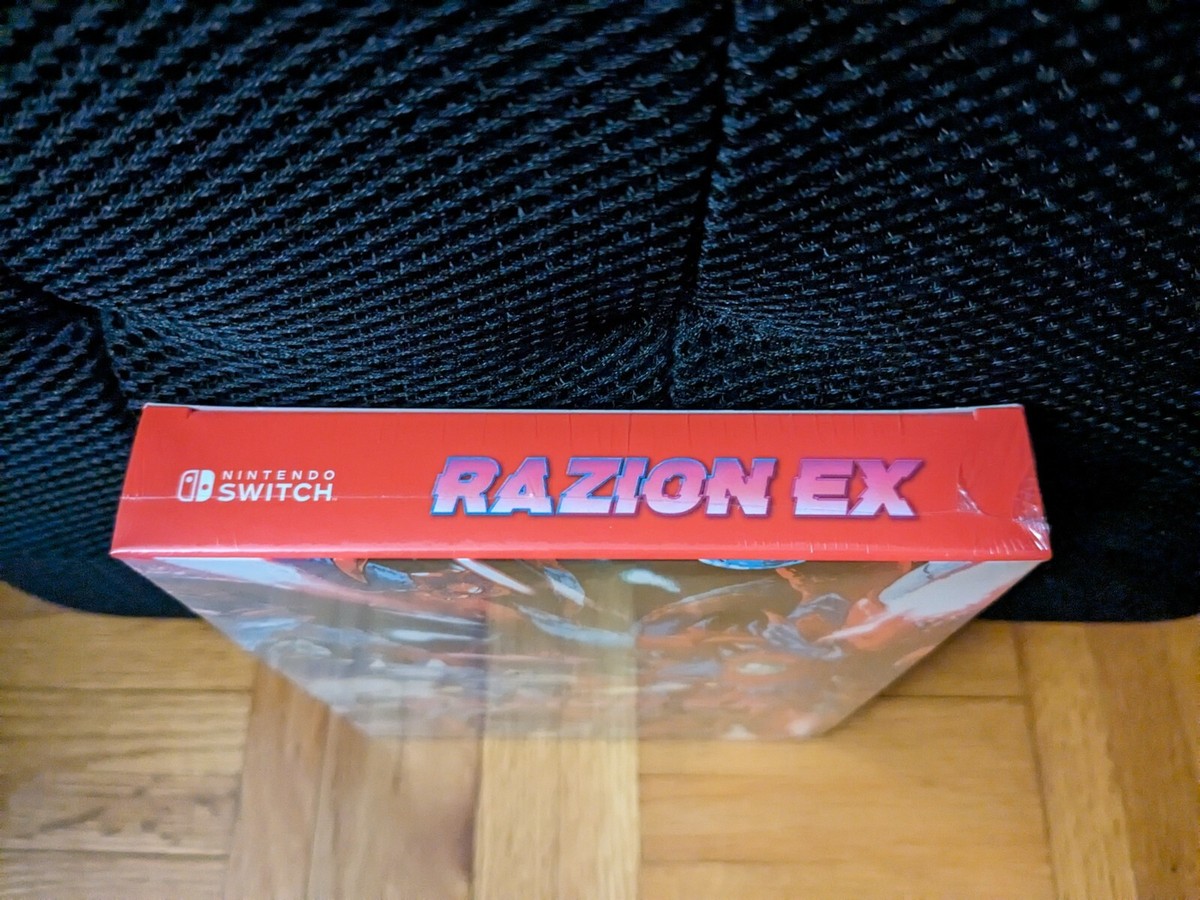 NINTENDO
SWITCH
RAZION EX